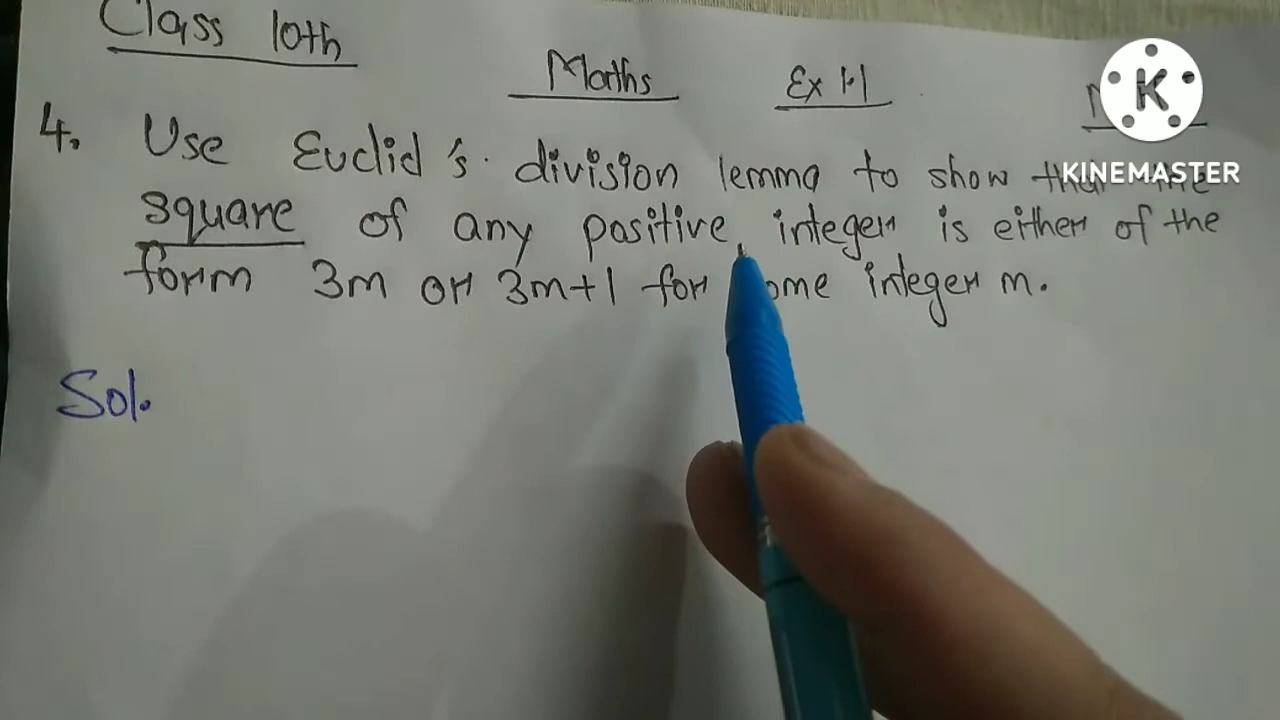 Class 10th
Maths Ex 1.1
K
KINEMASTER
4. Use Euclid's division lemma to show
square of any positive integer is either of the
form 3m or 3m+1 for some integer m.
Sol.